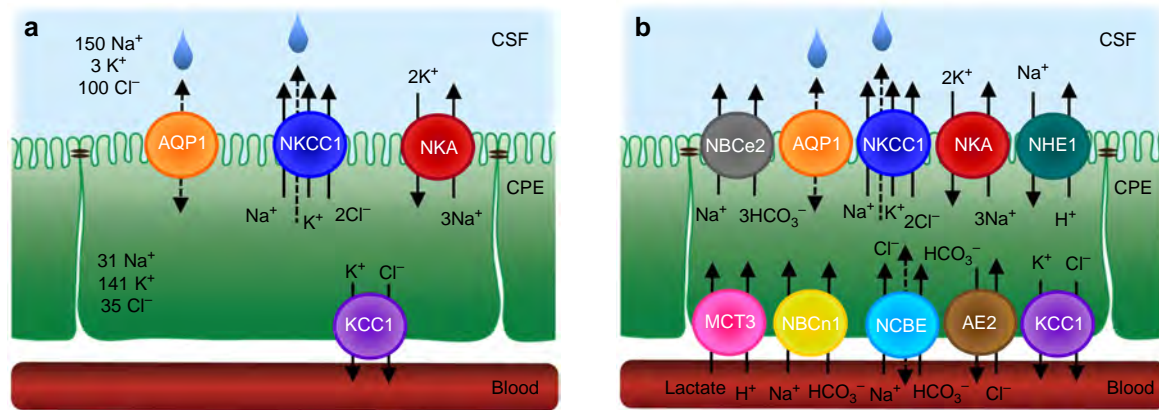 a
CSF
150 Na⁺
3 K⁺
100 Cl⁻
2K⁺
AQP1
NKCC1
NKA
CPE
Na⁺
K⁺
2Cl⁻
3Na⁺
31 Na⁺
141 K⁺
35 Cl⁻
K⁺
Cl⁻
KCC1
Blood
b
CSF
2K⁺
Na⁺
NBCe2
AQP1
NKCC1
NKA
NHE1
CPE
Na⁺
3HCO₃⁻
Na⁺
K⁺
2Cl⁻
3Na⁺
H⁺
Cl⁻
HCO₃⁻
K⁺
Cl⁻
MCT3
NBCn1
NCBE
AE2
KCC1
Lactate
H⁺
Na⁺
HCO₃⁻
Na⁺
HCO₃⁻
Cl⁻
Blood